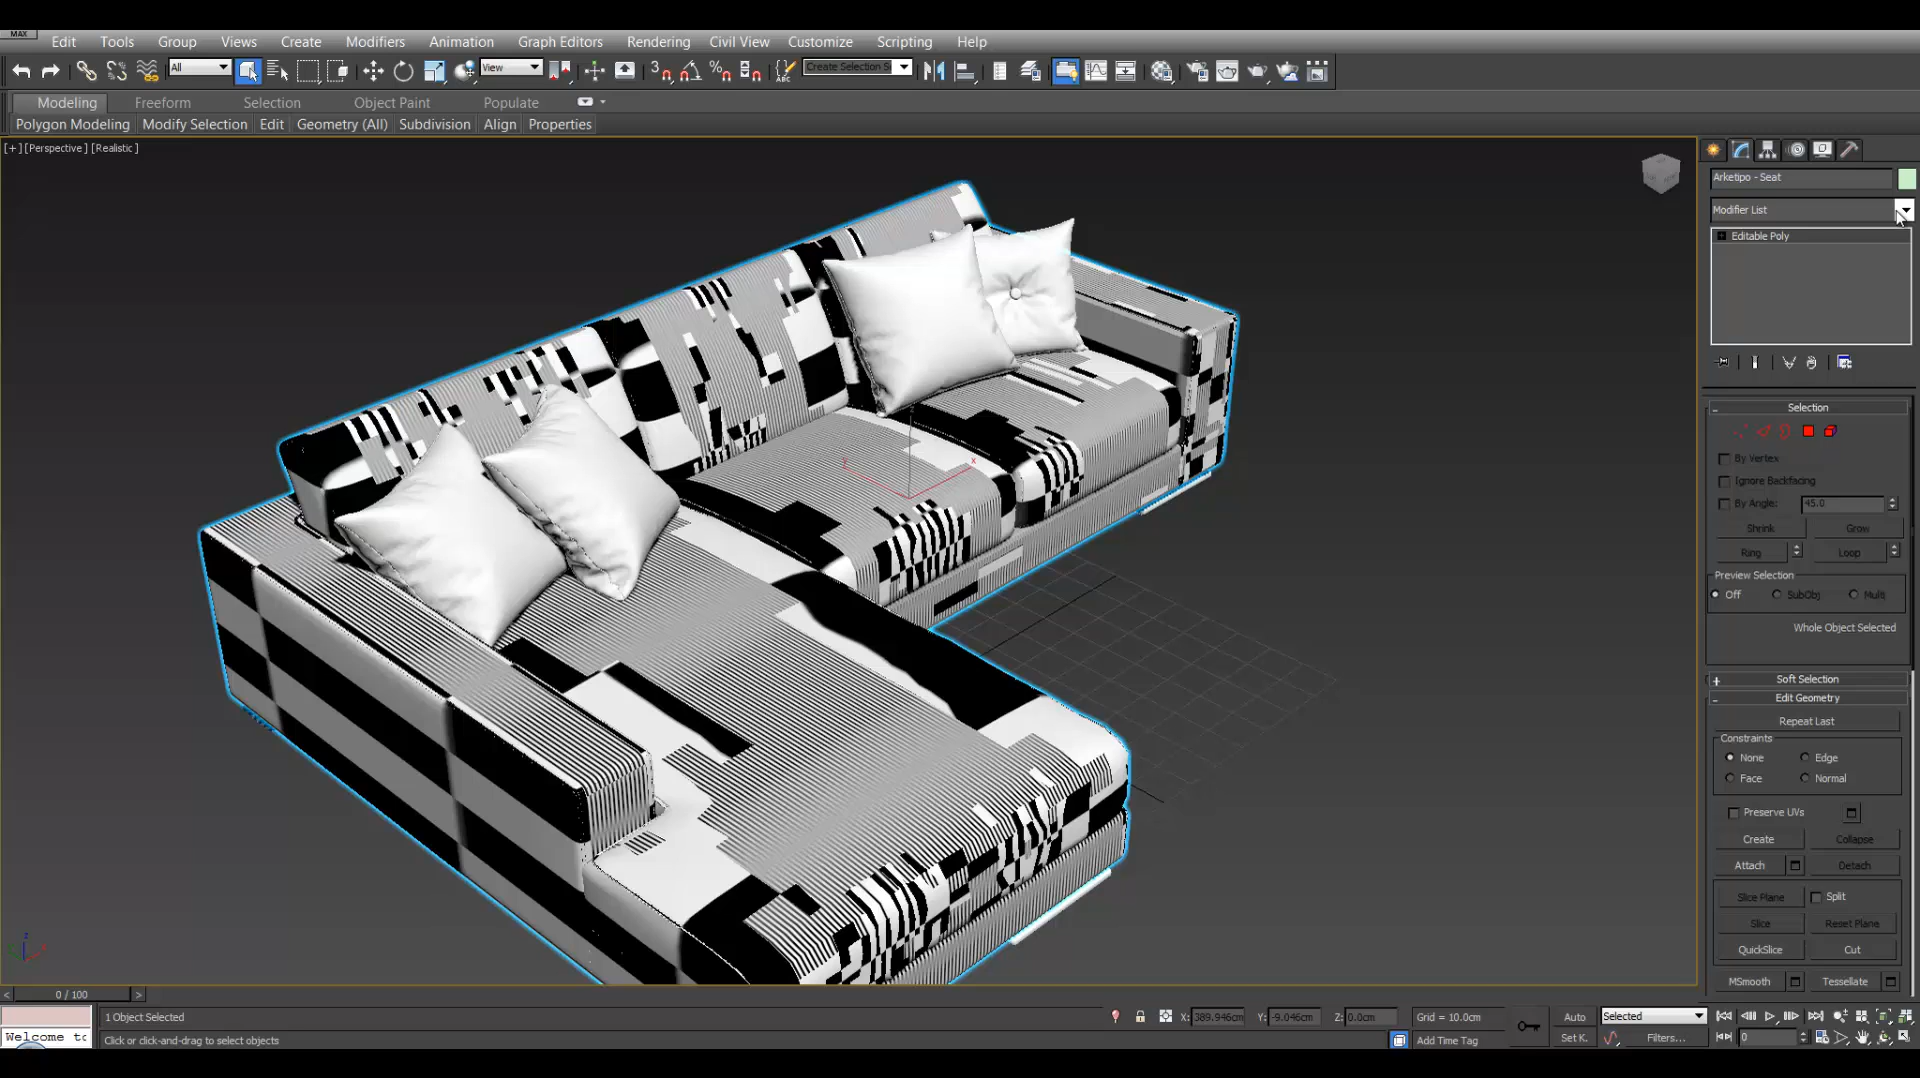 MAX
Edit Tools Group Views Create Modifiers Animation Graph Editors Rendering Civil View Customize Scripting Help
All View Create Selection S
Modeling Freeform Selection Object Paint Populate
Polygon Modeling Modify Selection Edit Geometry (All) Subdivision Align Properties
[+] [Perspective ] [Realistic ]
Arketipo - Seat
Modifier List
Editable Poly
Selection
By Vertex
Ignore Backfacing
By Angle: 45.0
Shrink Grow
Ring Loop
Preview Selection
Off SubObj Multi
Whole Object Selected
Soft Selection
Edit Geometry
Repeat Last
Constraints
None Edge
Face Normal
Preserve UVs
Create Collapse
Attach Detach
Slice Plane Split
Slice Reset Plane
QuickSlice Cut
MSmooth Tessellate
y x
z
< 0 / 100 >
1 Object Selected X: 389.946cm Y: -9.046cm Z: 0.0cm Grid = 10.0cm Auto Selected
Welcome to Click or click-and-drag to select objects Add Time Tag Set K. Filters... 0